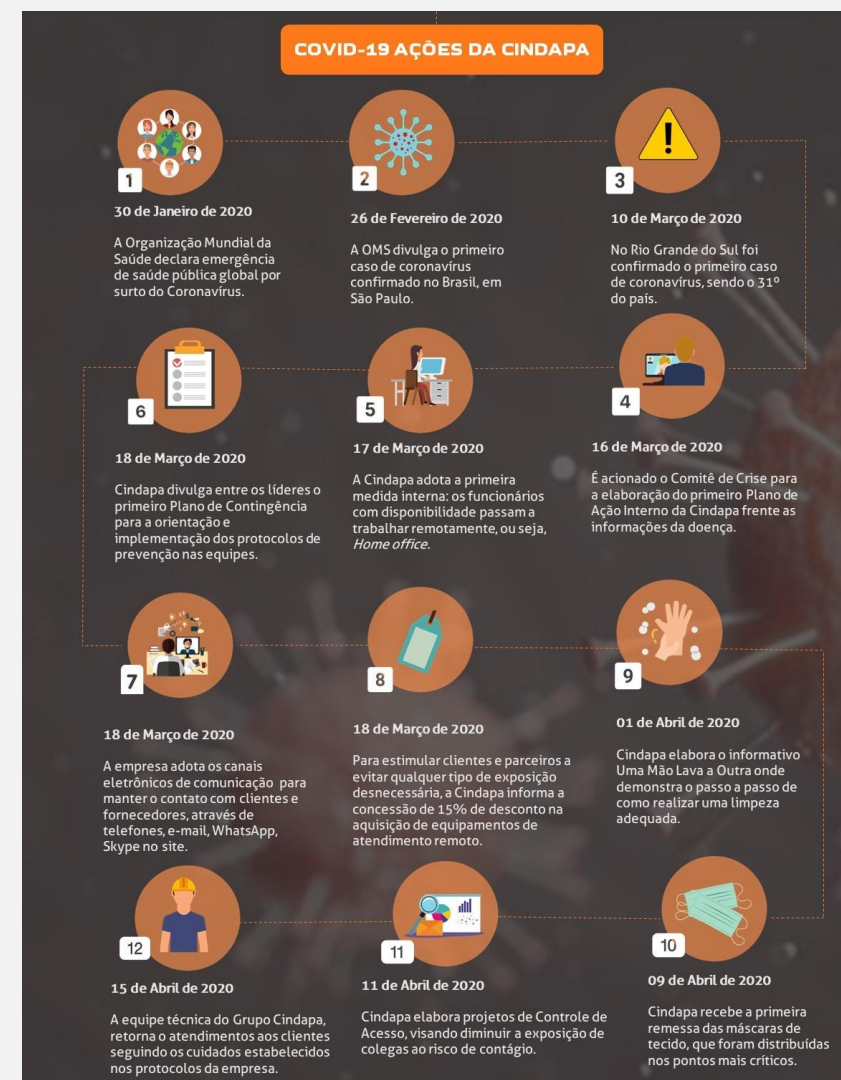 COVID-19 AÇÕES DA CINDAPA
1
30 de Janeiro de 2020
A Organização Mundial da
Saúde declara emergência
de saúde pública global por
surto do Coronavírus.
2
26 de Fevereiro de 2020
A OMS divulga o primeiro
caso de coronavírus
confirmado no Brasil, em
São Paulo.
3
10 de Março de 2020
No Rio Grande do Sul foi
confirmado o primeiro caso
de coronavírus, sendo o 31º
do país.
4
16 de Março de 2020
É acionado o Comitê de Crise para
a elaboração do primeiro Plano de
Ação Interno da Cindapa frente as
informações da doença.
5
17 de Março de 2020
A Cindapa adota a primeira
medida interna: os funcionários
com disponibilidade passam a
trabalhar remotamente, ou seja,
Home office.
6
18 de Março de 2020
Cindapa divulga entre os líderes o
primeiro Plano de Contingência
para a orientação e
implementação dos protocolos de
prevenção nas equipes.
7
18 de Março de 2020
A empresa adota os canais
eletrônicos de comunicação para
manter o contato com clientes e
fornecedores, através de
telefones, e-mail, WhatsApp,
Skype no site.
8
18 de Março de 2020
Para estimular clientes e parceiros a
evitar qualquer tipo de exposição
desnecessária, a Cindapa informa a
concessão de 15% de desconto na
aquisição de equipamentos de
atendimento remoto.
9
01 de Abril de 2020
Cindapa elabora o informativo
Uma Mão Lava a Outra onde
demonstra o passo a passo de
como realizar uma limpeza
adequada.
10
09 de Abril de 2020
Cindapa recebe a primeira
remessa das máscaras de
tecido, que foram distribuídas
nos pontos mais críticos.
11
11 de Abril de 2020
Cindapa elabora projetos de Controle de
Acesso, visando diminuir a exposição de
colegas ao risco de contágio.
12
15 de Abril de 2020
A equipe técnica do Grupo Cindapa,
retorna o atendimentos aos clientes
seguindo os cuidados estabelecidos
nos protocolos da empresa.